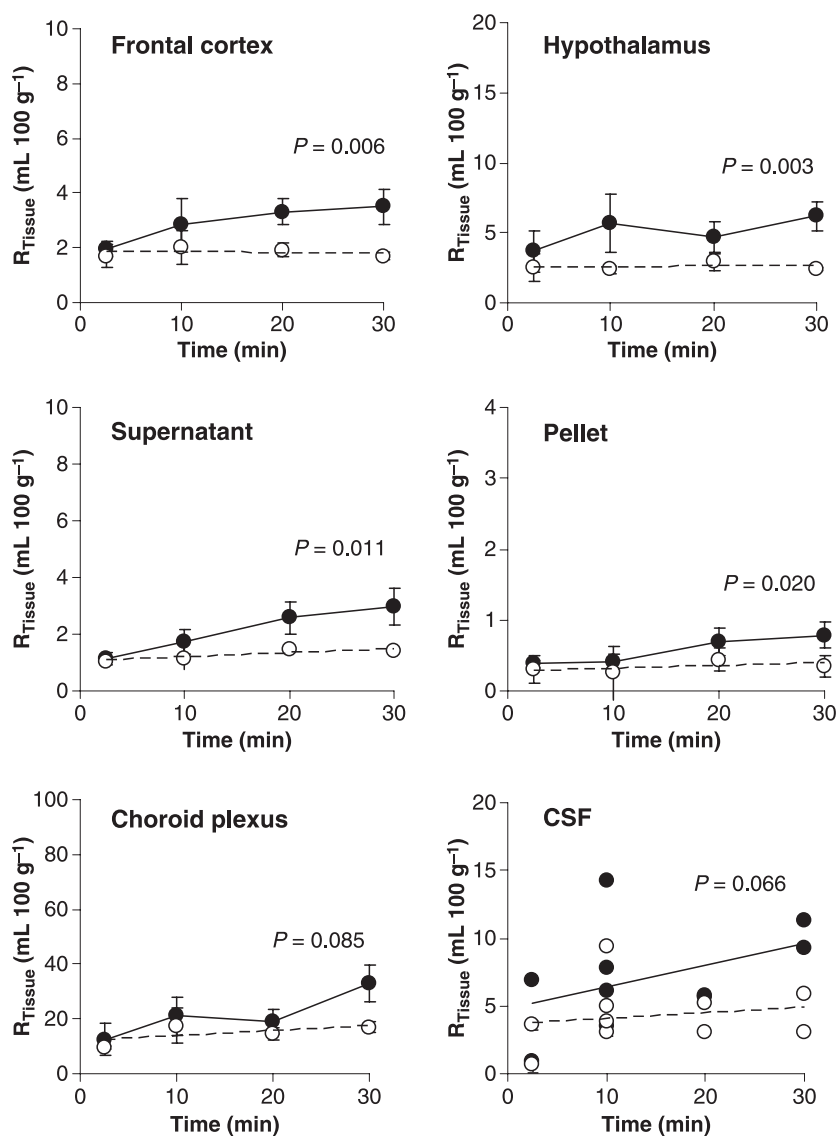 Frontal cortex
P = 0.006
R_Tissue (mL 100 g⁻¹)
10
8
6
4
2
0
0 10 20 30
Time (min)
Hypothalamus
P = 0.003
R_Tissue (mL 100 g⁻¹)
20
15
10
5
0
0 10 20 30
Time (min)
Supernatant
P = 0.011
R_Tissue (mL 100 g⁻¹)
10
8
6
4
2
0
0 10 20 30
Time (min)
Pellet
P = 0.020
R_Tissue (mL 100 g⁻¹)
4
3
2
1
0
0 10 20 30
Time (min)
Choroid plexus
P = 0.085
R_Tissue (mL 100 g⁻¹)
100
80
60
40
20
0
0 10 20 30
Time (min)
CSF
P = 0.066
R_Tissue (mL 100 g⁻¹)
20
15
10
5
0
0 10 20 30
Time (min)